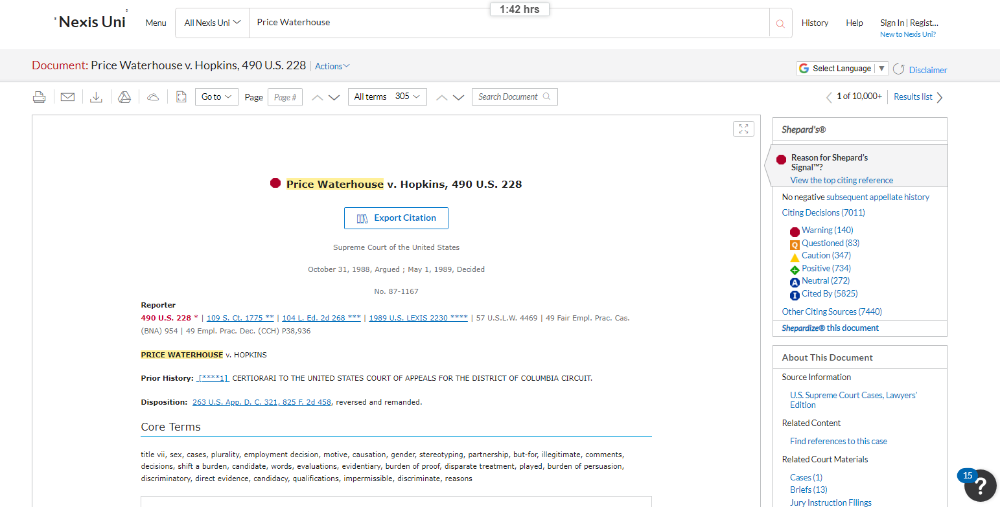 1:42 hrs
Nexis Uni
Menu
All Nexis Uni
Price Waterhouse
History
Help
Sign In | Regist...
New to Nexis Uni?
Document: Price Waterhouse v. Hopkins, 490 U.S. 228
Actions
Select Language ▼
Disclaimer
Go to
Page
Page #
All terms 305
Search Document
1 of 10,000+
Results list
Price Waterhouse v. Hopkins, 490 U.S. 228
Export Citation
Supreme Court of the United States
October 31, 1988, Argued ; May 1, 1989, Decided
No. 87-1167
Reporter
490 U.S. 228 * | 109 S. Ct. 1775 ** | 104 L. Ed. 2d 268 *** | 1989 U.S. LEXIS 2230 **** | 57 U.S.L.W. 4469 | 49 Fair Empl. Prac. Cas.
(BNA) 954 | 49 Empl. Prac. Dec. (CCH) P38,936
PRICE WATERHOUSE v. HOPKINS
Prior History: [****1] CERTIORARI TO THE UNITED STATES COURT OF APPEALS FOR THE DISTRICT OF COLUMBIA CIRCUIT.
Disposition: 263 U.S. App. D. C. 321, 825 F. 2d 458, reversed and remanded.
Core Terms
title vii, sex, cases, plurality, employment decision, motive, causation, gender, stereotyping, partnership, but-for, illegitimate, comments,
decisions, shift a burden, candidate, words, evaluations, evidentiary, burden of proof, disparate treatment, played, burden of persuasion,
discriminatory, direct evidence, candidacy, qualifications, impermissible, discriminate, reasons
Shepard's®
Reason for Shepard's
Signal™?
View the top citing reference
No negative subsequent appellate history
Citing Decisions (7011)
Warning (140)
Q Questioned (83)
Caution (347)
Positive (734)
A Neutral (272)
I Cited By (5825)
Other Citing Sources (7440)
Shepardize® this document
About This Document
Source Information
U.S. Supreme Court Cases, Lawyers'
Edition
Related Content
Find references to this case
Related Court Materials
Cases (1)
Briefs (13)
Jury Instruction Filings
15
?